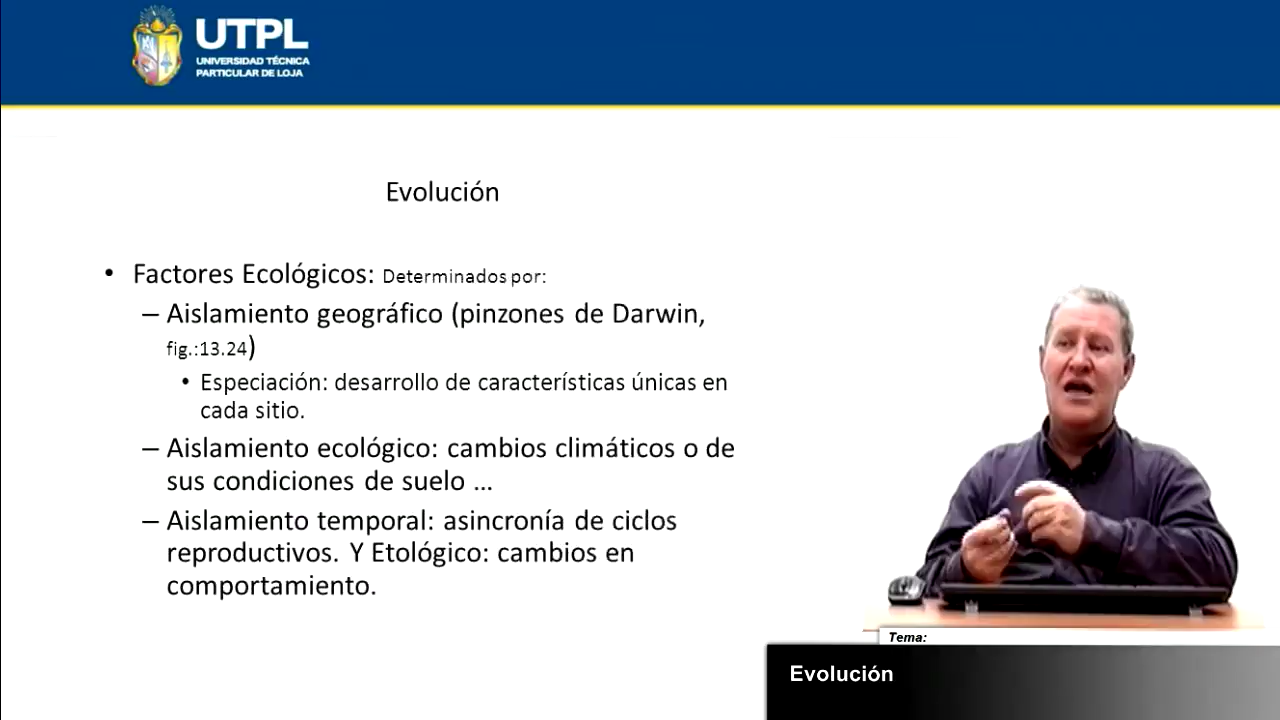 UTPL
UNIVERSIDAD TÉCNICA
PARTICULAR DE LOJA
Evolución
• Factores Ecológicos: Determinados por:
– Aislamiento geográfico (pinzones de Darwin,
fig.:13.24)
• Especiación: desarrollo de características únicas en
cada sitio.
– Aislamiento ecológico: cambios climáticos o de
sus condiciones de suelo ...
– Aislamiento temporal: asincronía de ciclos
reproductivos. Y Etológico: cambios en
comportamiento.
Tema:
Evolución